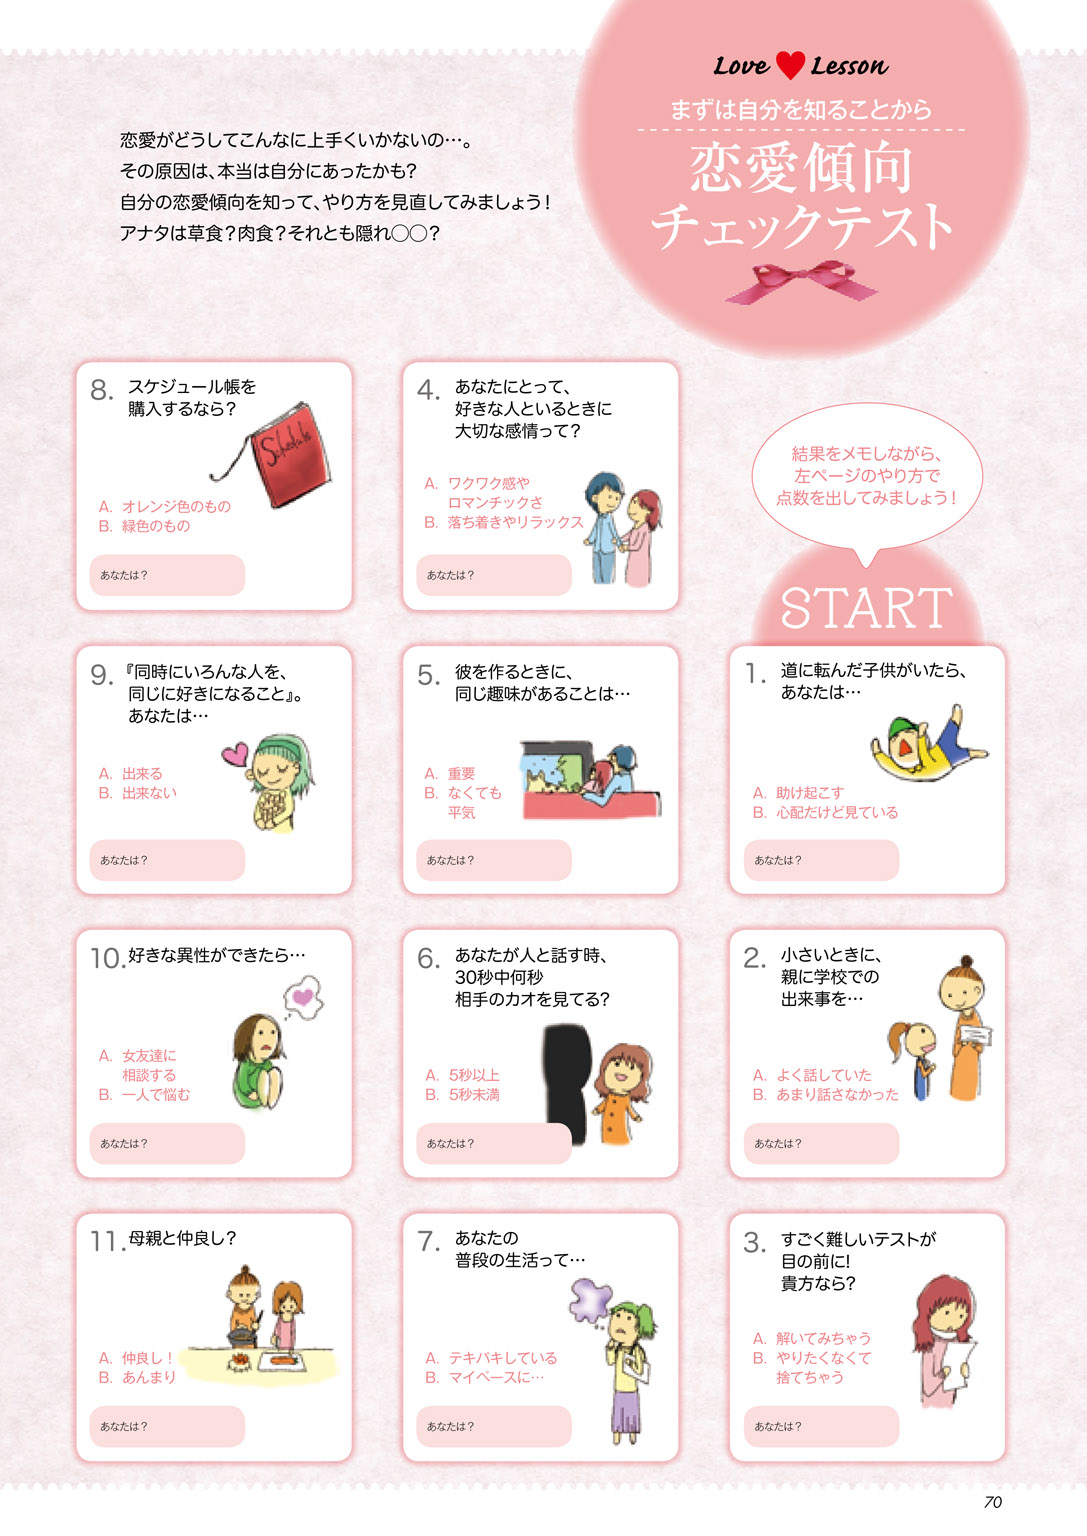 Love Lesson
まずは自分を知ることから
恋愛傾向
チェックテスト
恋愛がどうしてこんなに上手くいかないの…。
その原因は、本当は自分にあったかも?
自分の恋愛傾向を知って、やり方を見直してみましょう!
アナタは草食?肉食?それとも隠れ○○?
結果をメモしながら、
左ページのやり方で
点数を出してみましょう!
START
1. 道に転んだ子供がいたら、
あなたは…
A. 助け起こす
B. 心配だけど見ている
あなたは?
2. 小さいときに、
親に学校での
出来事を…
A. よく話していた
B. あまり話さなかった
あなたは?
3. すごく難しいテストが
目の前に!
貴方なら?
A. 解いてみちゃう
B. やりたくなくて
捨てちゃう
あなたは?
4. あなたにとって、
好きな人といるときに
大切な感情って?
A. ワクワク感や
ロマンチックさ
B. 落ち着きやリラックス
あなたは?
5. 彼を作るときに、
同じ趣味があることは…
A. 重要
B. なくても
平気
あなたは?
6. あなたが人と話す時、
30秒中何秒
相手のカオを見てる?
A. 5秒以上
B. 5秒未満
あなたは?
7. あなたの
普段の生活って…
A. テキパキしている
B. マイペースに…
あなたは?
8. スケジュール帳を
購入するなら?
Schedule
A. オレンジ色のもの
B. 緑色のもの
あなたは?
9. 『同時にいろんな人を、
同じに好きになること』。
あなたは…
A. 出来る
B. 出来ない
あなたは?
10. 好きな異性ができたら…
A. 女友達に
相談する
B. 一人で悩む
あなたは?
11. 母親と仲良し?
A. 仲良し!
B. あんまり
あなたは?
70